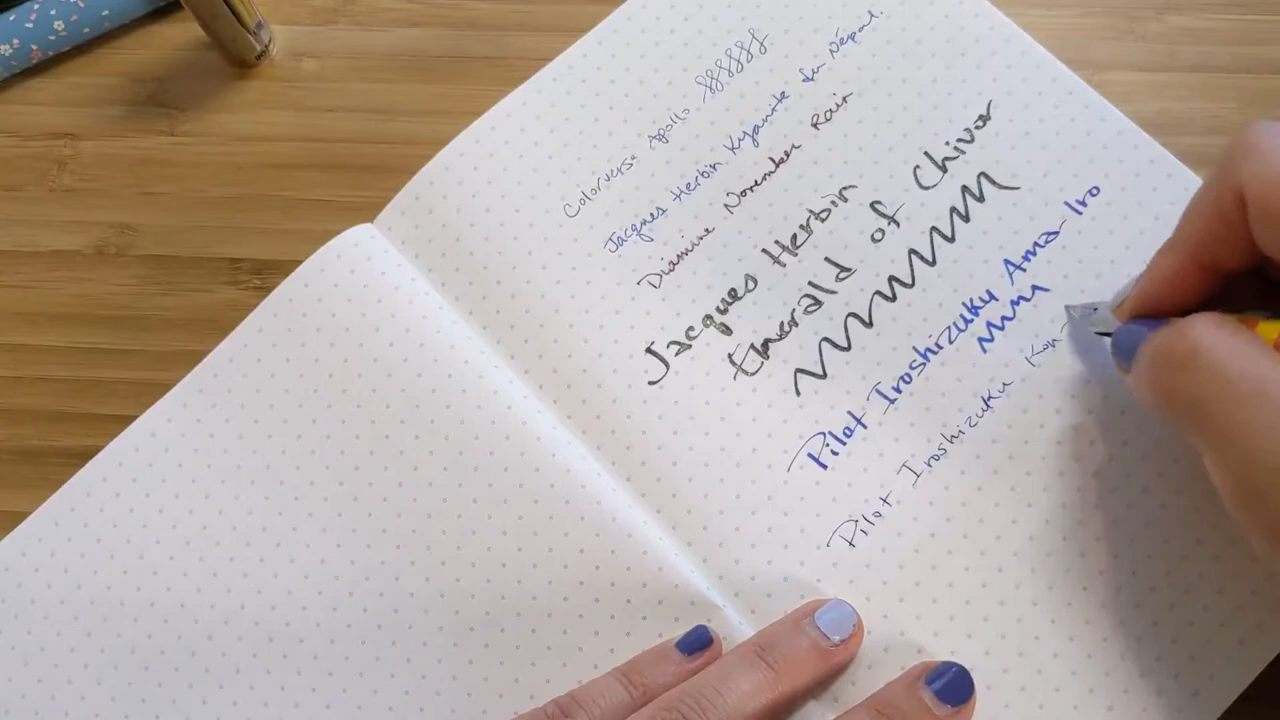 Colorverse Apollo
Jacques Herbin Kyanite du Népal.
Diamine November Rain
Jacques Herbin
Emerald of Chivor
Pilot Iroshizuku Ama-Iro
Pilot Iroshizuku Kon